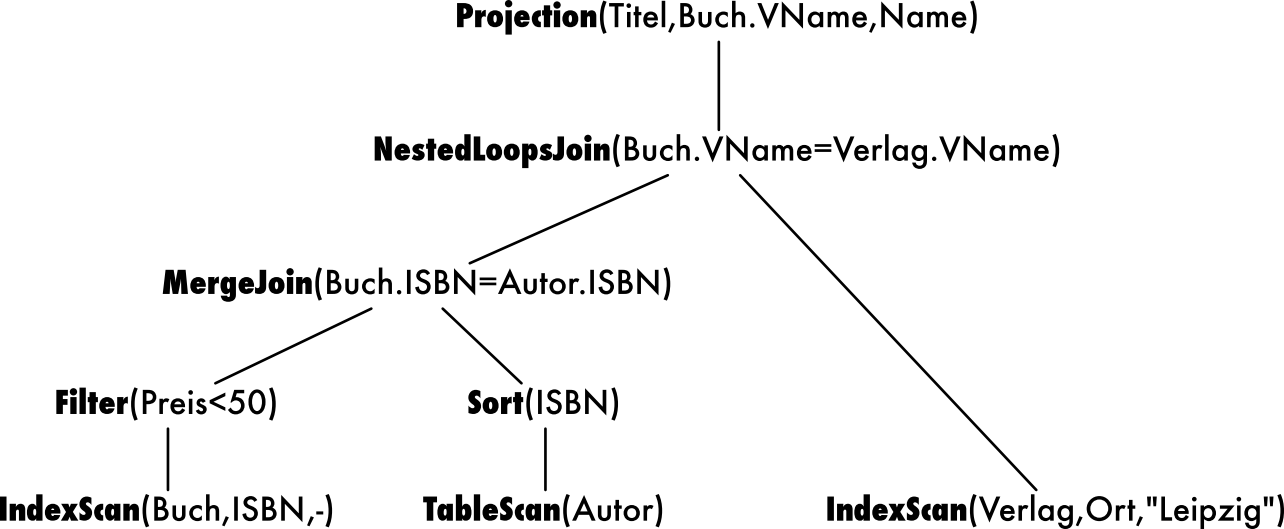 Projection(Titel,Buch.VName,Name)
NestedLoopsJoin(Buch.VName=Verlag.VName)
MergeJoin(Buch.ISBN=Autor.ISBN)
Filter(Preis<50)
Sort(ISBN)
IndexScan(Buch,ISBN,-)
TableScan(Autor)
IndexScan(Verlag,Ort,"Leipzig")